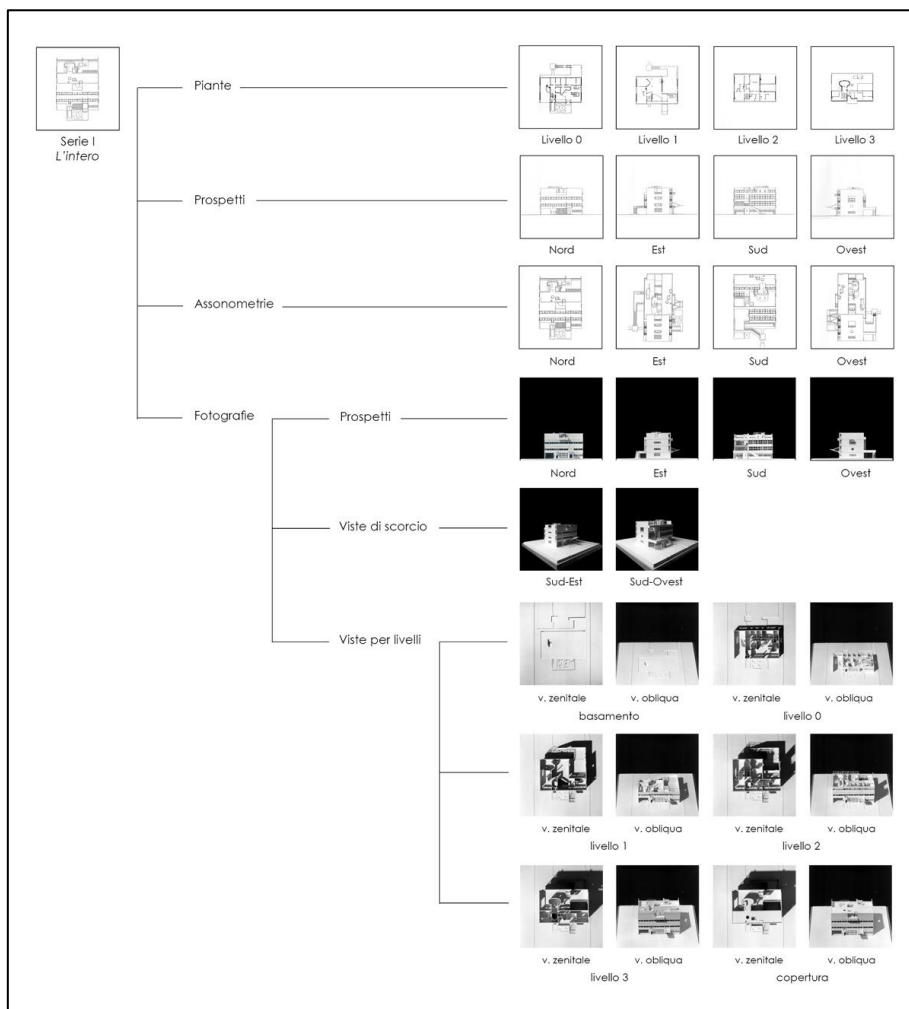 Serie I
L'intero
Piante
Livello 0 Livello 1 Livello 2 Livello 3
Prospetti
Nord Est Sud Ovest
Assonometrie
Nord Est Sud Ovest
Fotografie
Prospetti
Nord Est Sud Ovest
Viste di scorcio
Sud-Est Sud-Ovest
Viste per livelli
v. zenitale v. obliqua v. zenitale v. obliqua
basamento livello 0
v. zenitale v. obliqua v. zenitale v. obliqua
livello 1 livello 2
v. zenitale v. obliqua v. zenitale v. obliqua
livello 3 copertura